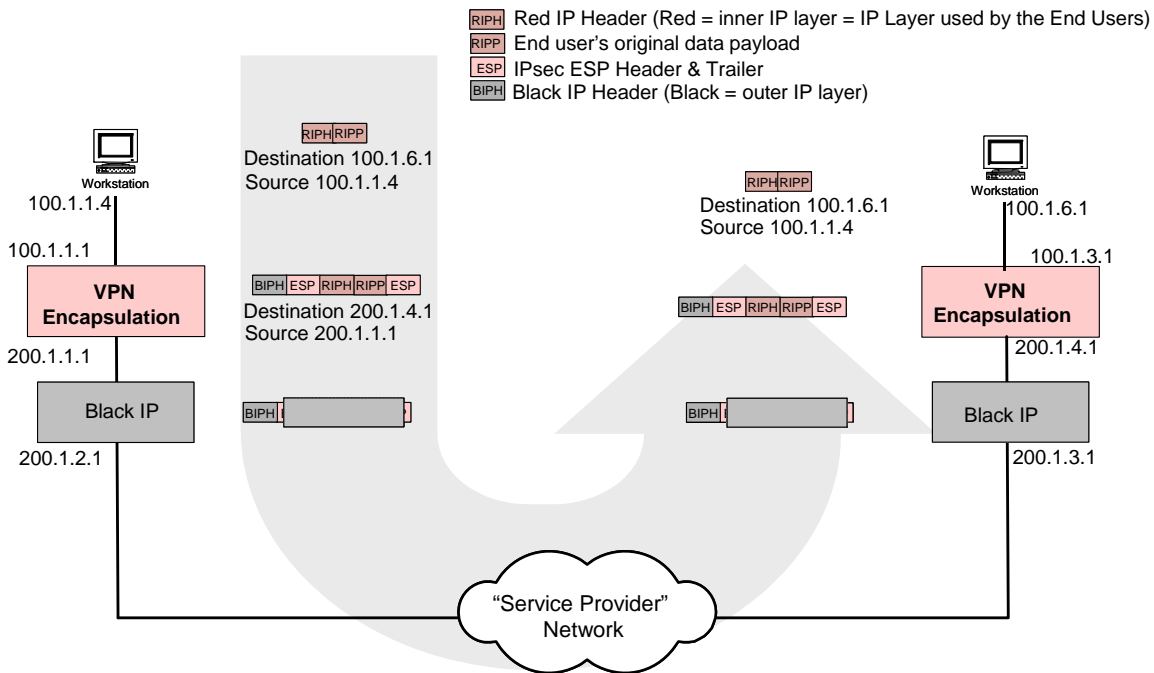 RIPH Red IP Header (Red = inner IP layer = IP Layer used by the End Users)
RIPP End user's original data payload
ESP IPsec ESP Header & Trailer
BIPH Black IP Header (Black = outer IP layer)
RIPH RIPP
Destination 100.1.6.1
Source 100.1.1.4
Workstation
100.1.1.4
100.1.1.1
VPN
Encapsulation
200.1.1.1
Black IP
200.1.2.1
BIPH ESP RIPH RIPP ESP
Destination 200.1.4.1
Source 200.1.1.1
BIPH
RIPH RIPP
Destination 100.1.6.1
Source 100.1.1.4
BIPH ESP RIPH RIPP ESP
BIPH
Workstation
100.1.6.1
100.1.3.1
VPN
Encapsulation
200.1.4.1
Black IP
200.1.3.1
“Service Provider”
Network